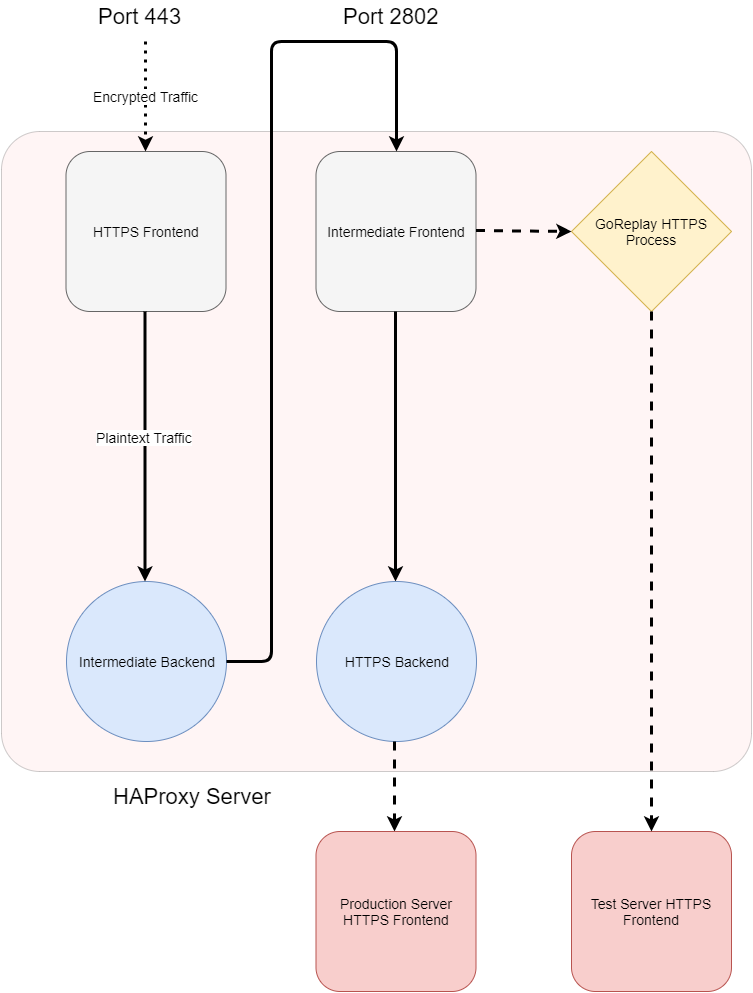 Port 443
Port 2802
Encrypted Traffic
HTTPS Frontend
Intermediate Frontend
GoReplay HTTPS
Process
Plaintext Traffic
Intermediate Backend
HTTPS Backend
HAProxy Server
Production Server
HTTPS Frontend
Test Server HTTPS
Frontend